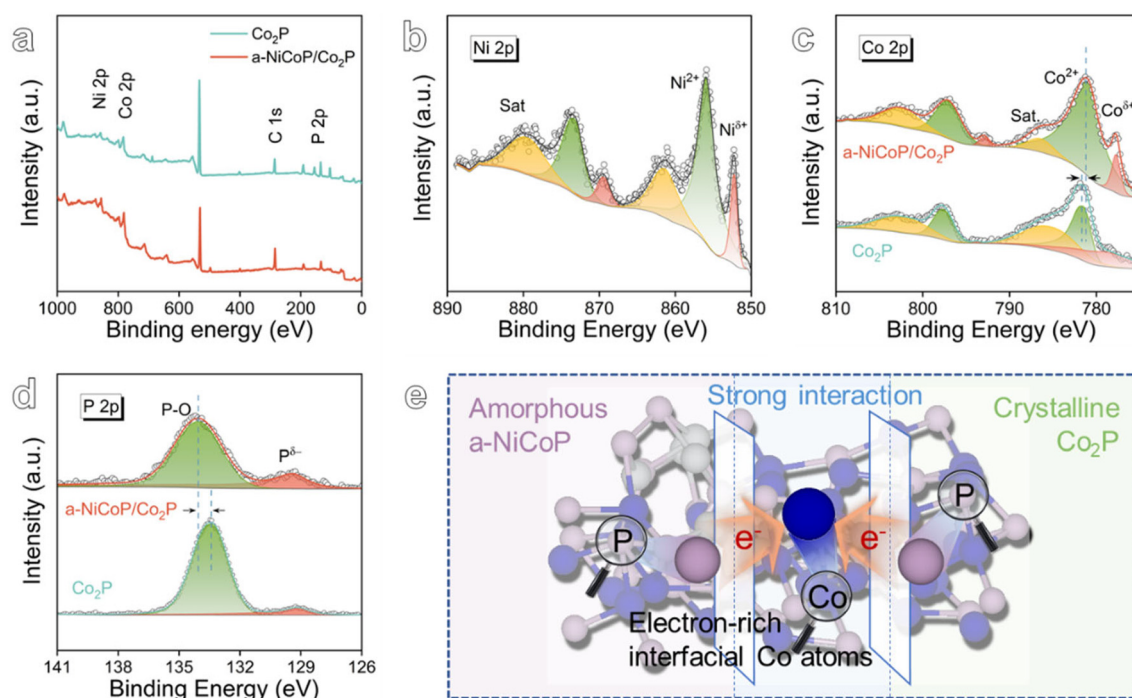 a
Co₂P
a-NiCoP/Co₂P
Ni 2p
Co 2p
C 1s
P 2p
Intensity (a.u.)
1000 800 600 400 200 0
Binding energy (eV)
b
Ni 2p
Sat
Ni²⁺
Niᵟ⁺
Intensity (a.u.)
890 880 870 860 850
Binding Energy (eV)
c
Co 2p
Co²⁺
Coᵟ⁺
Sat.
a-NiCoP/Co₂P
Co₂P
Intensity (a.u.)
810 800 790 780
Binding Energy (eV)
d
P 2p
P-O
Pᵟ⁻
a-NiCoP/Co₂P
Co₂P
Intensity (a.u.)
141 138 135 132 129 126
Binding Energy (eV)
e
Amorphous
a-NiCoP
Strong interaction
Crystalline
Co₂P
P
e⁻
e⁻
P
Co
Electron-rich
interfacial Co atoms